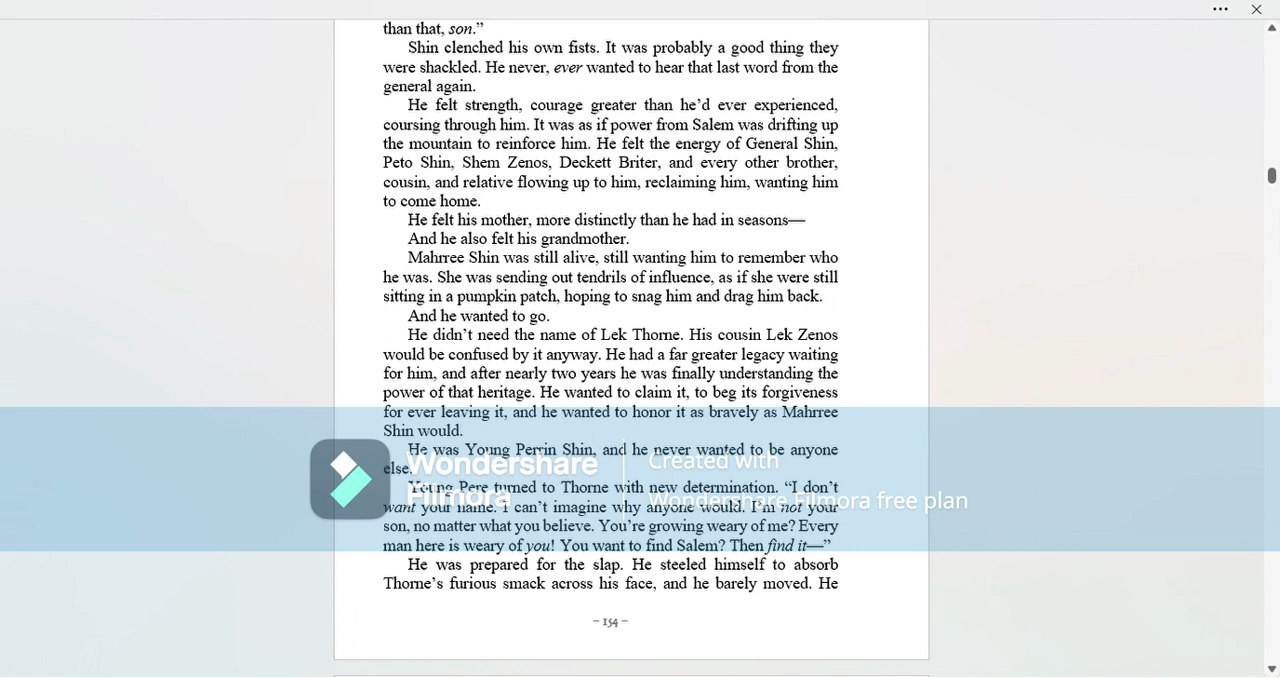 than that, son.”
Shin clenched his own fists. It was probably a good thing they
were shackled. He never, ever wanted to hear that last word from the
general again.
He felt strength, courage greater than he’d ever experienced,
coursing through him. It was as if power from Salem was drifting up
the mountain to reinforce him. He felt the energy of General Shin,
Peto Shin, Shem Zenos, Deckett Briter, and every other brother,
cousin, and relative flowing up to him, reclaiming him, wanting him
to come home.
He felt his mother, more distinctly than he had in seasons—
And he also felt his grandmother.
Mahrree Shin was still alive, still wanting him to remember who
he was. She was sending out tendrils of influence, as if she were still
sitting in a pumpkin patch, hoping to snag him and drag him back.
And he wanted to go.
He didn’t need the name of Lek Thorne. His cousin Lek Zenos
would be confused by it anyway. He had a far greater legacy waiting
for him, and after nearly two years he was finally understanding the
power of that heritage. He wanted to claim it, to beg its forgiveness
for ever leaving it, and he wanted to honor it as bravely as Mahrree
Shin would.
He was Young Perrin Shin, and he never wanted to be anyone
else.
Wondershare
Filmora
Created with
Wondershare Filmora free plan
Young Pere turned to Thorne with new determination. “I don’t
want your name. I can’t imagine why anyone would. I’m not your
son, no matter what you believe. You’re growing weary of me? Every
man here is weary of you! You want to find Salem? Then find it—”
He was prepared for the slap. He steeled himself to absorb
Thorne’s furious smack across his face, and he barely moved. He
- 154 -